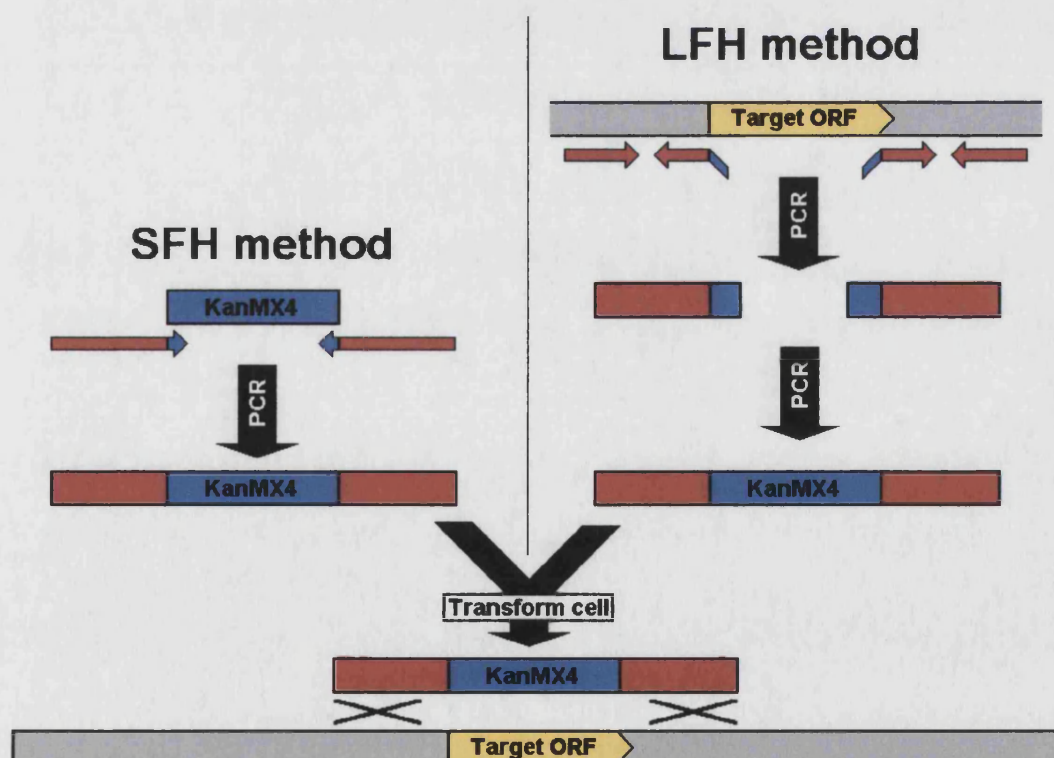 LFH method
Target ORF
PCR
SFH method
KanMX4
PCR
PCR
KanMX4
KanMX4
Transform cell
KanMX4
Target ORF